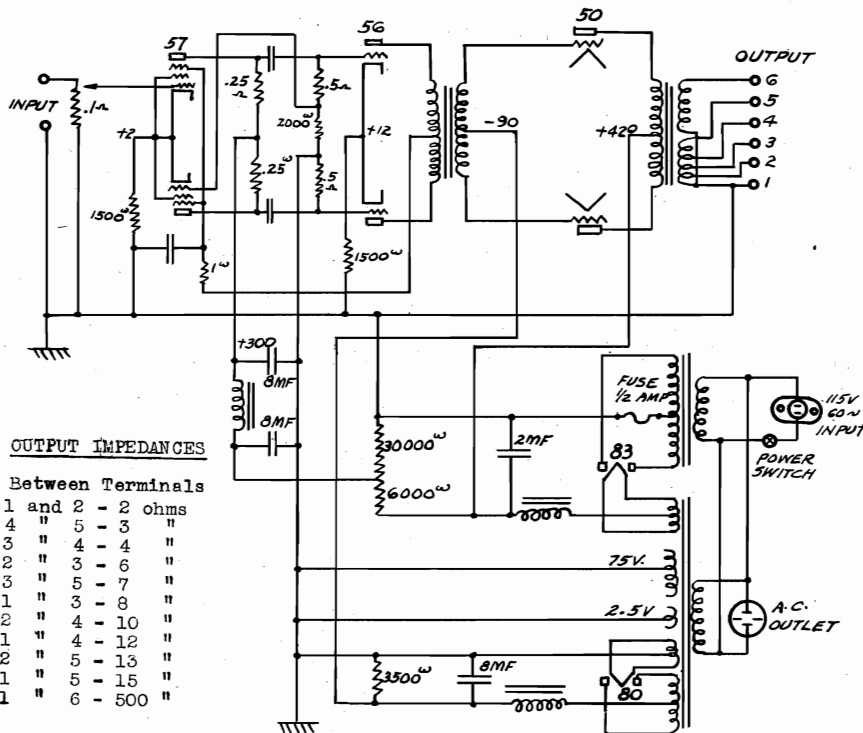 57
56
50
OUTPUT
6
5
4
3
2
1
INPUT
.1Ω
.25
Ω
.5Ω
2000ω
+2
+12
-90
+420
.25ω
.5
Ω
1500ω
1ω
1500ω
+300
8MF
8MF
FUSE
1/2 AMP
115V
60~
INPUT
POWER
SWITCH
30000ω
2MF
83
6000ω
75V.
2.5V
A.C.
OUTLET
3500ω
8MF
80
OUTPUT IMPEDANCES
Between Terminals
1 and 2 - 2 ohms
4 " 5 - 3 "
3 " 4 - 4 "
2 " 3 - 6 "
3 " 5 - 7 "
1 " 3 - 8 "
2 " 4 - 10 "
1 " 4 - 12 "
2 " 5 - 13 "
1 " 5 - 15 "
1 " 6 - 500 "